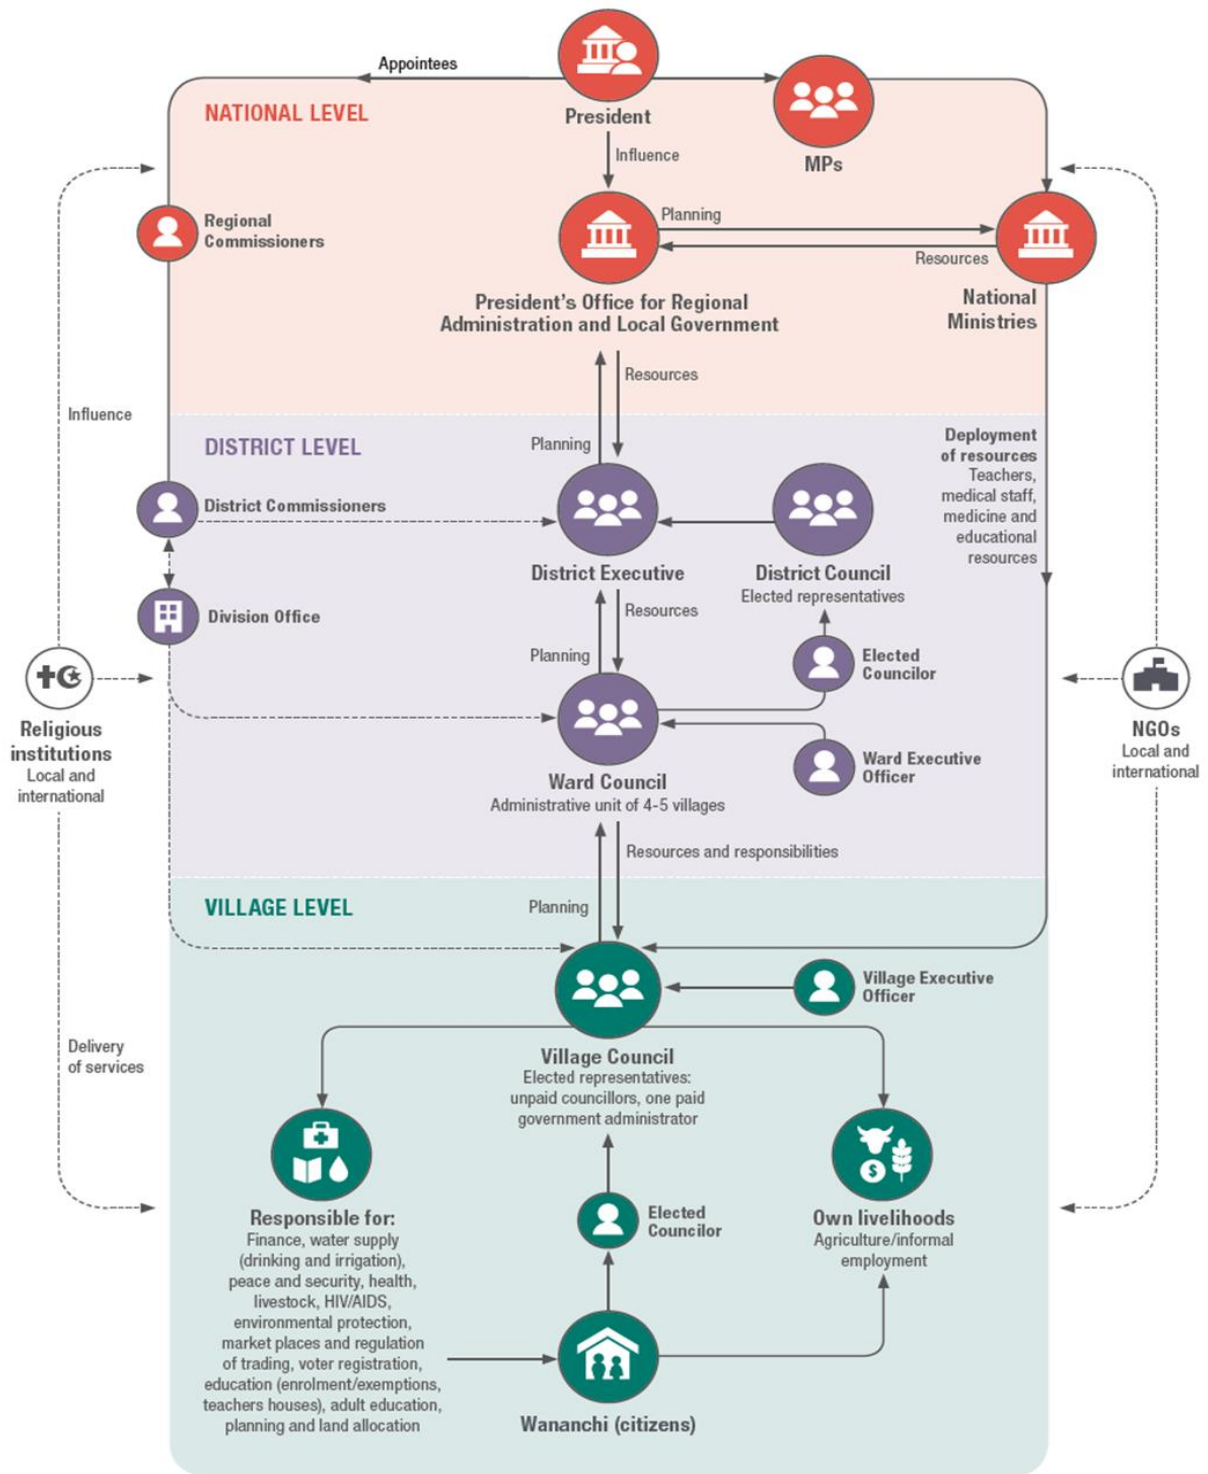 Appointees
President
NATIONAL LEVEL
MPs
Influence
Regional
Commissioners
Planning
Resources
President’s Office for Regional
Administration and Local Government
National
Ministries
Resources
Influence
DISTRICT LEVEL
Planning
Deployment
of resources
Teachers,
medical staff,
medicine and
educational
resources
District Commissioners
District Executive
District Council
Elected representatives
Division Office
Resources
Planning
Elected
Councilor
Religious
institutions
Local and
international
NGOs
Local and
international
Ward Executive
Officer
Ward Council
Administrative unit of 4-5 villages
Resources and responsibilities
VILLAGE LEVEL
Planning
Village Executive
Officer
Delivery
of services
Village Council
Elected representatives:
unpaid councillors, one paid
government administrator
Responsible for:
Finance, water supply
(drinking and irrigation),
peace and security, health,
livestock, HIV/AIDS,
environmental protection,
market places and regulation
of trading, voter registration,
education (enrolment/exemptions,
teachers houses), adult education,
planning and land allocation
Elected
Councilor
Own livelihoods
Agriculture/informal
employment
Wananchi (citizens)